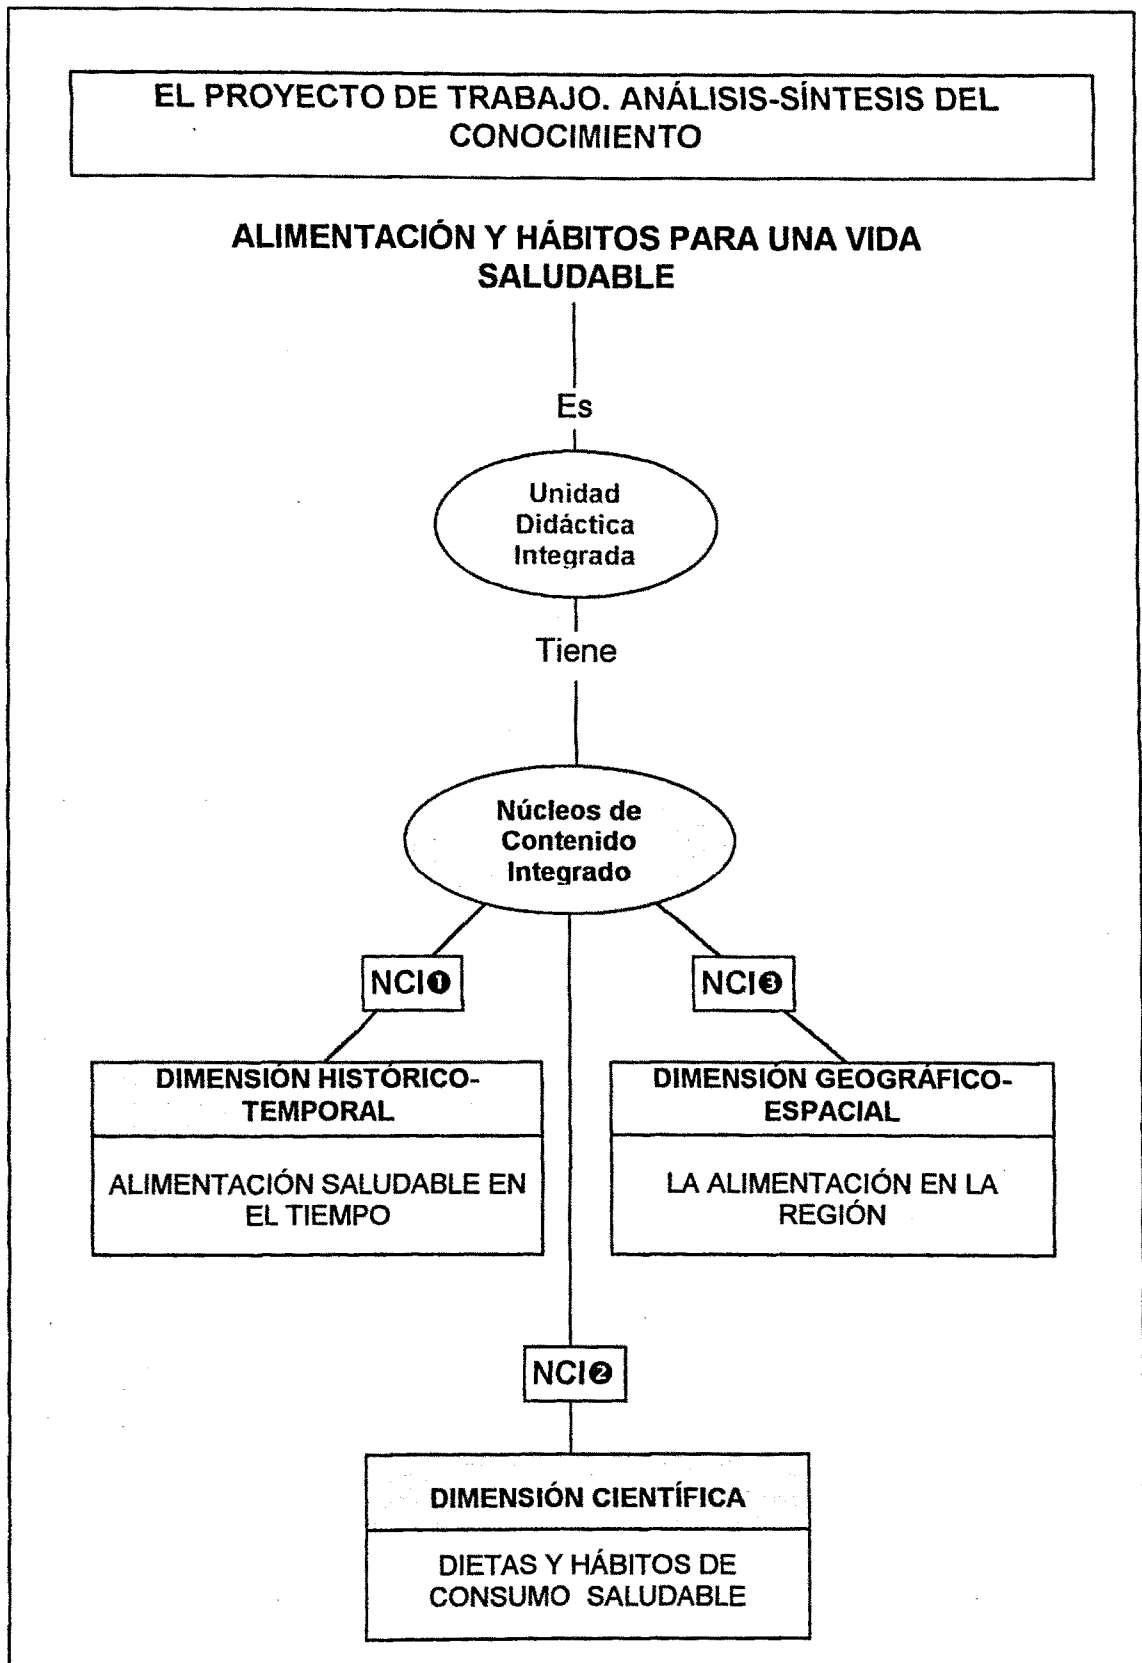 EL PROYECTO DE TRABAJO. ANÁLISIS-SÍNTESIS DEL
CONOCIMIENTO
ALIMENTACIÓN Y HÁBITOS PARA UNA VIDA
SALUDABLE
Es
Unidad
Didáctica
Integrada
Tiene
Núcleos de
Contenido
Integrado
NCI❶
NCI❸
DIMENSIÓN HISTÓRICO-
TEMPORAL
ALIMENTACIÓN SALUDABLE EN
EL TIEMPO
DIMENSIÓN GEOGRÁFICO-
ESPACIAL
LA ALIMENTACIÓN EN LA
REGIÓN
NCI❷
DIMENSIÓN CIENTÍFICA
DIETAS Y HÁBITOS DE
CONSUMO SALUDABLE